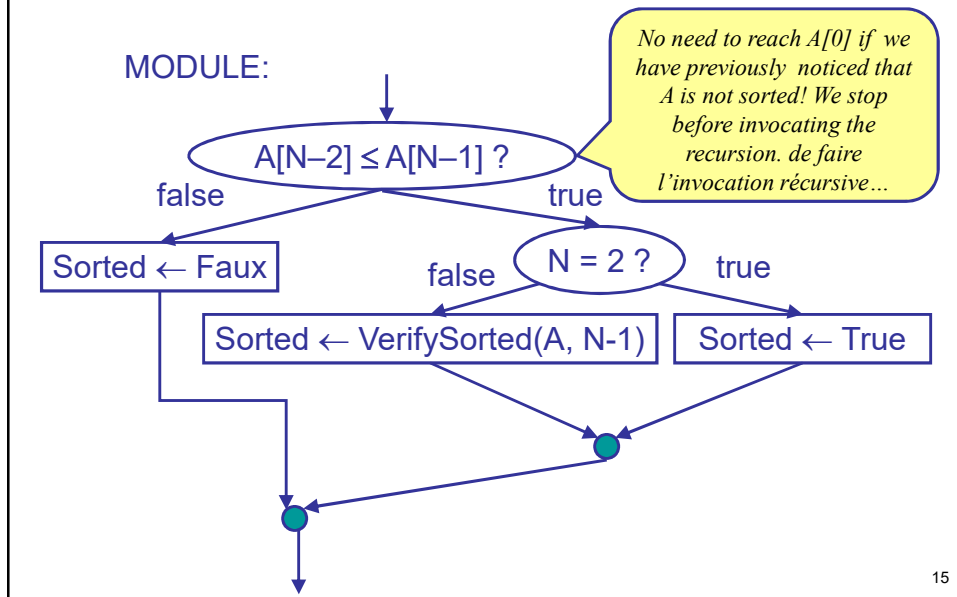 No need to reach A[0] if we
have previously noticed that
A is not sorted! We stop
before invocating the
recursion. de faire
l'invocation récursive…
MODULE:
A[N–2] ≤ A[N–1] ?
false
true
Sorted ← Faux
N = 2 ?
false
true
Sorted ← VerifySorted(A, N-1)
Sorted ← True
15